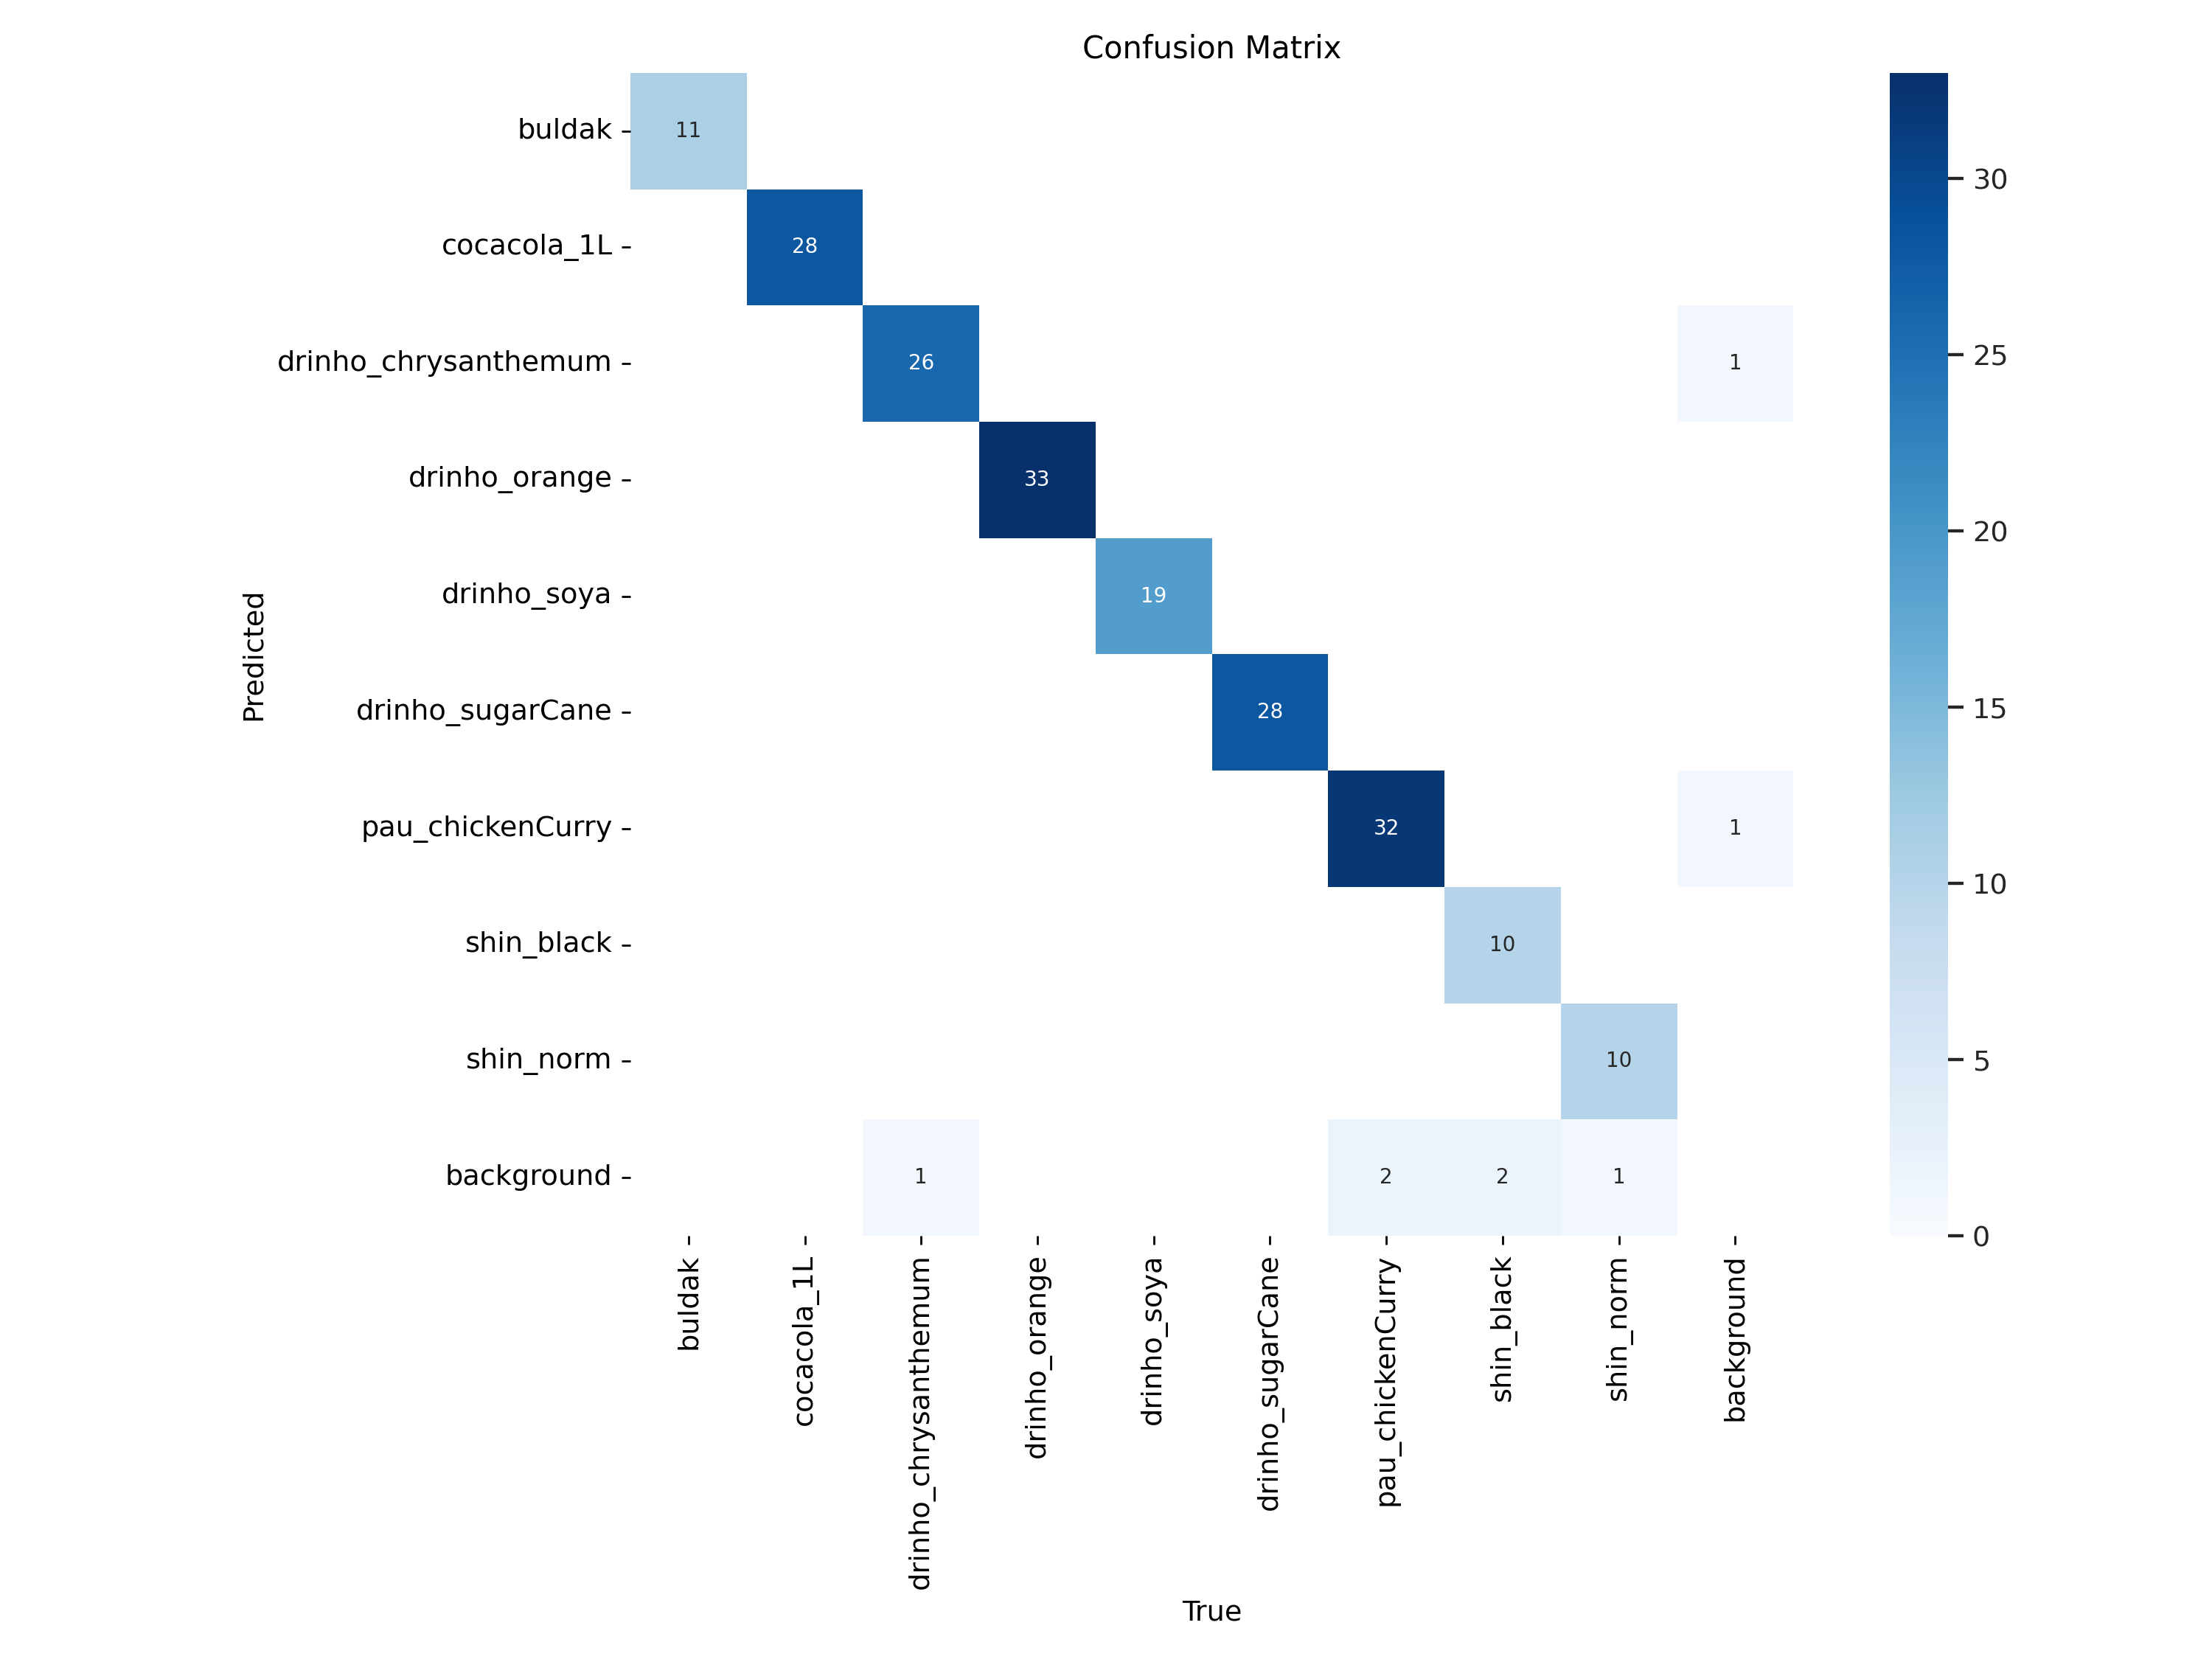 Confusion Matrix
buldak
11
cocacola_1L
28
30
drinho_chrysanthemum
26
1
25
drinho_orange
33
20
drinho_soya
19
Predicted
drinho_sugarCane
28
15
pau_chickenCurry
32
1
10
shin_black
10
shin_norm
10
5
background
1
2
2
1
0
buldak
cocacola_1L
drinho_chrysanthemum
drinho_orange
drinho_soya
drinho_sugarCane
pau_chickenCurry
shin_black
shin_norm
background
True